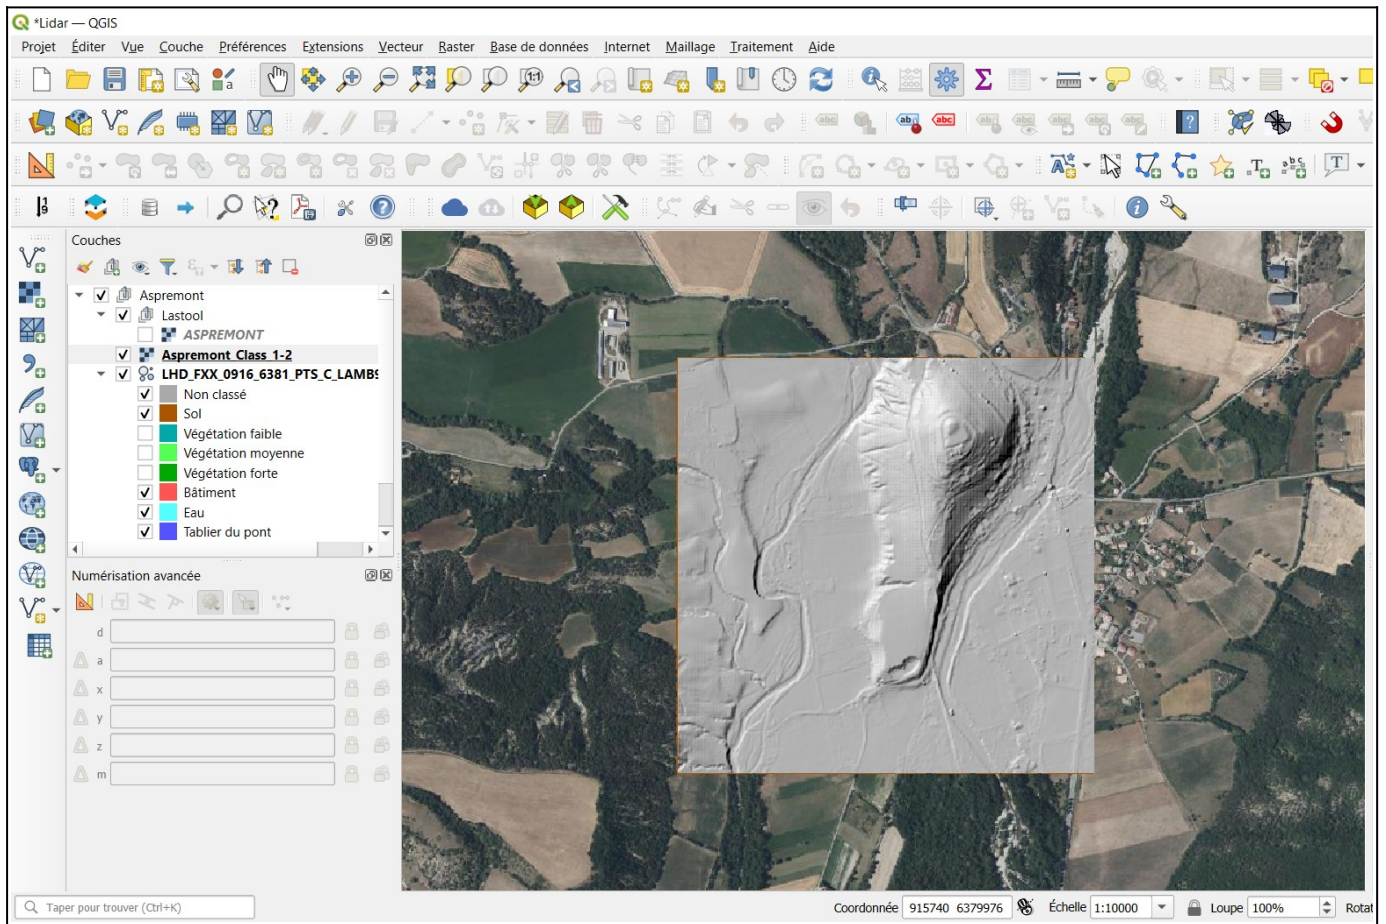 *Lidar — QGIS
Projet Éditer Vue Couche Préférences Extensions Vecteur Raster Base de données Internet Maillage Traitement Aide
Couches
Aspremont
Lastool
ASPREMONT
Aspremont Class 1-2
LHD_FXX_0916_6381_PTS_C_LAMB9
Non classé
Sol
Végétation faible
Végétation moyenne
Végétation forte
Bâtiment
Eau
Tablier du pont
Numérisation avancée
d
a
x
y
z
m
Taper pour trouver (Ctrl+K) Coordonnée 915740 6379976 Échelle 1:10000 Loupe 100% Rotat